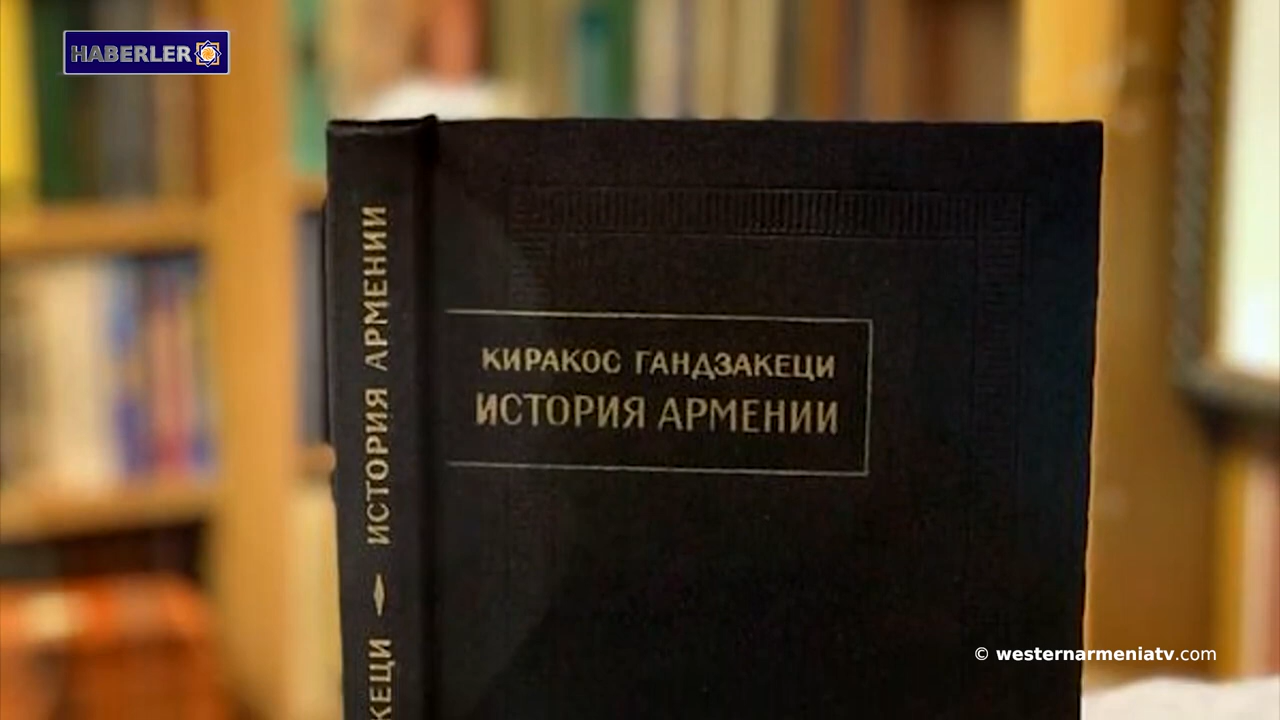 HABERLER
КИРАКОС ГАНДЗАКЕЦИ
ИСТОРИЯ АРМЕНИИ
КЕЦИ ИСТОРИЯ АРМЕНИИ
© westernarmeniatv.com